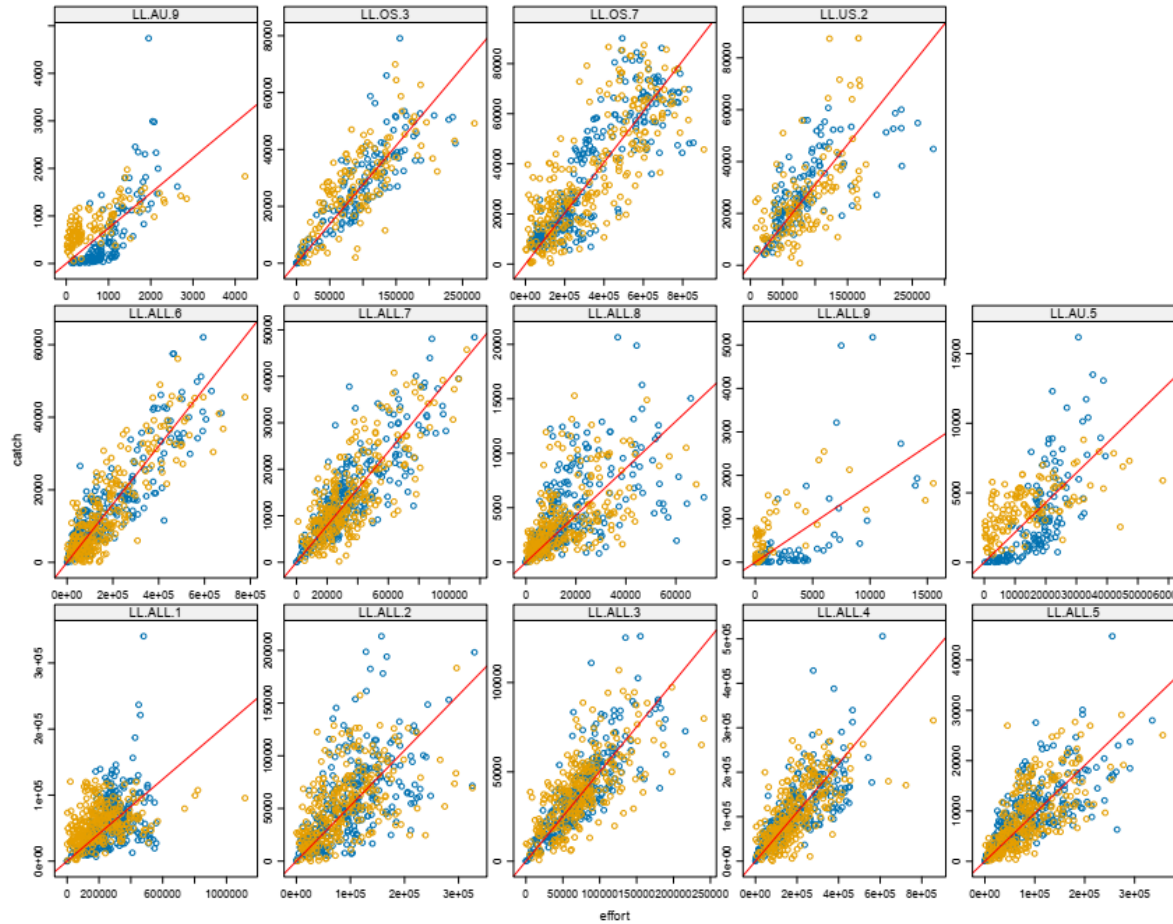 LL.AU.9 LL.OS.3 LL.OS.7 LL.US.2
0 1000 2000 3000 4000
0 20000 40000 60000 80000
0 20000 40000 60000 80000
0 20000 40000 60000 80000
0 1000 2000 3000 4000
0 50000 150000 250000
0e+00 2e+05 4e+05 6e+05 8e+05
50000 150000 250000
LL.ALL.6 LL.ALL.7 LL.ALL.8 LL.ALL.9 LL.AU.5
catch
0 20000 40000 60000
0 10000 20000 30000 40000 50000
0 5000 10000 15000 20000
0 1000 2000 3000 4000 5000
0 5000 10000 15000
0e+00 2e+05 4e+05 6e+05 8e+05
0 20000 60000 100000
0 20000 40000 60000
0 5000 10000 15000
0 100002000030000400005000060000
LL.ALL.1 LL.ALL.2 LL.ALL.3 LL.ALL.4 LL.ALL.5
0e+00 1e+05 2e+05 3e+05
0 50000 100000 150000 200000
0 50000 100000
0e+00 1e+05 2e+05 3e+05 4e+05 5e+05
0 10000 20000 30000 40000
0 200000 600000 1000000
0e+00 1e+05 2e+05 3e+05
0 50000 100000 150000 200000 250000
0e+00 2e+05 4e+05 6e+05 8e+05
0e+00 1e+05 2e+05 3e+05
effort